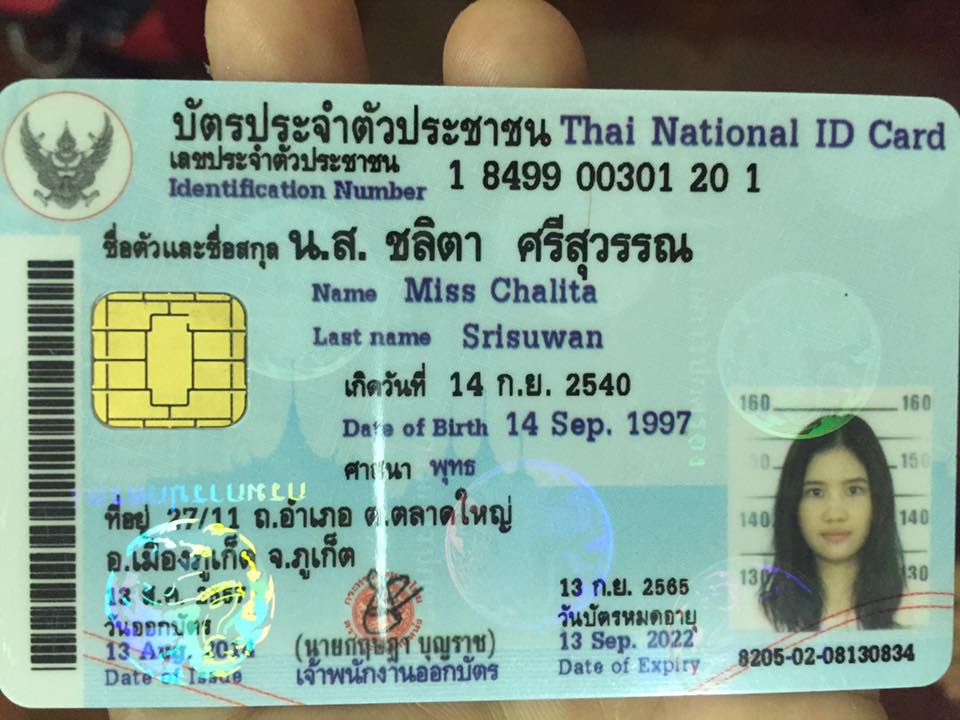 บัตรประจำตัวประชาชน Thai National ID Card
เลขประจำตัวประชาชน
Identification Number 1 8499 00301 20 1
ชื่อตัวและชื่อสกุล น.ส. ชลิตา ศรีสุวรรณ
Name Miss Chalita
Last name Srisuwan
เกิดวันที่ 14 ก.ย. 2540
Date of Birth 14 Sep. 1997
ศาสนา พุทธ
ที่อยู่ 27/11 ถ.อำเภอ ต.ตลาดใหญ่
อ.เมืองภูเก็ต จ.ภูเก็ต
13 ส.ค. 2557
วันออกบัตร
13 Aug. 2014
Date of Issue
(นายกฤษฎา บุญราช)
เจ้าพนักงานออกบัตร
13 ก.ย. 2565
วันบัตรหมดอายุ
13 Sep. 2022
Date of Expiry
160 160
150
140 140
130 130
8205-02-08130834